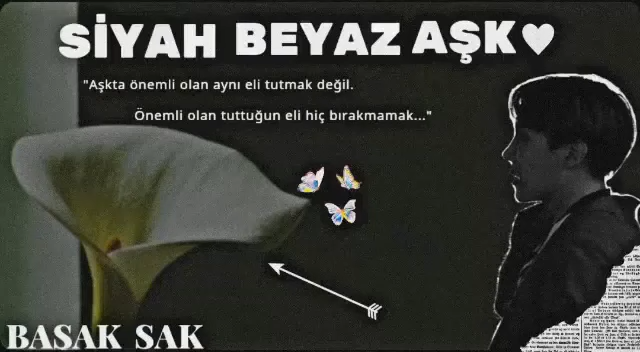 SİYAH BEYAZ AŞK♥
"Aşkta önemli olan aynı eli tutmak değil.
Önemli olan tuttuğun eli hiç bırakmamak..."
BASAK SAK